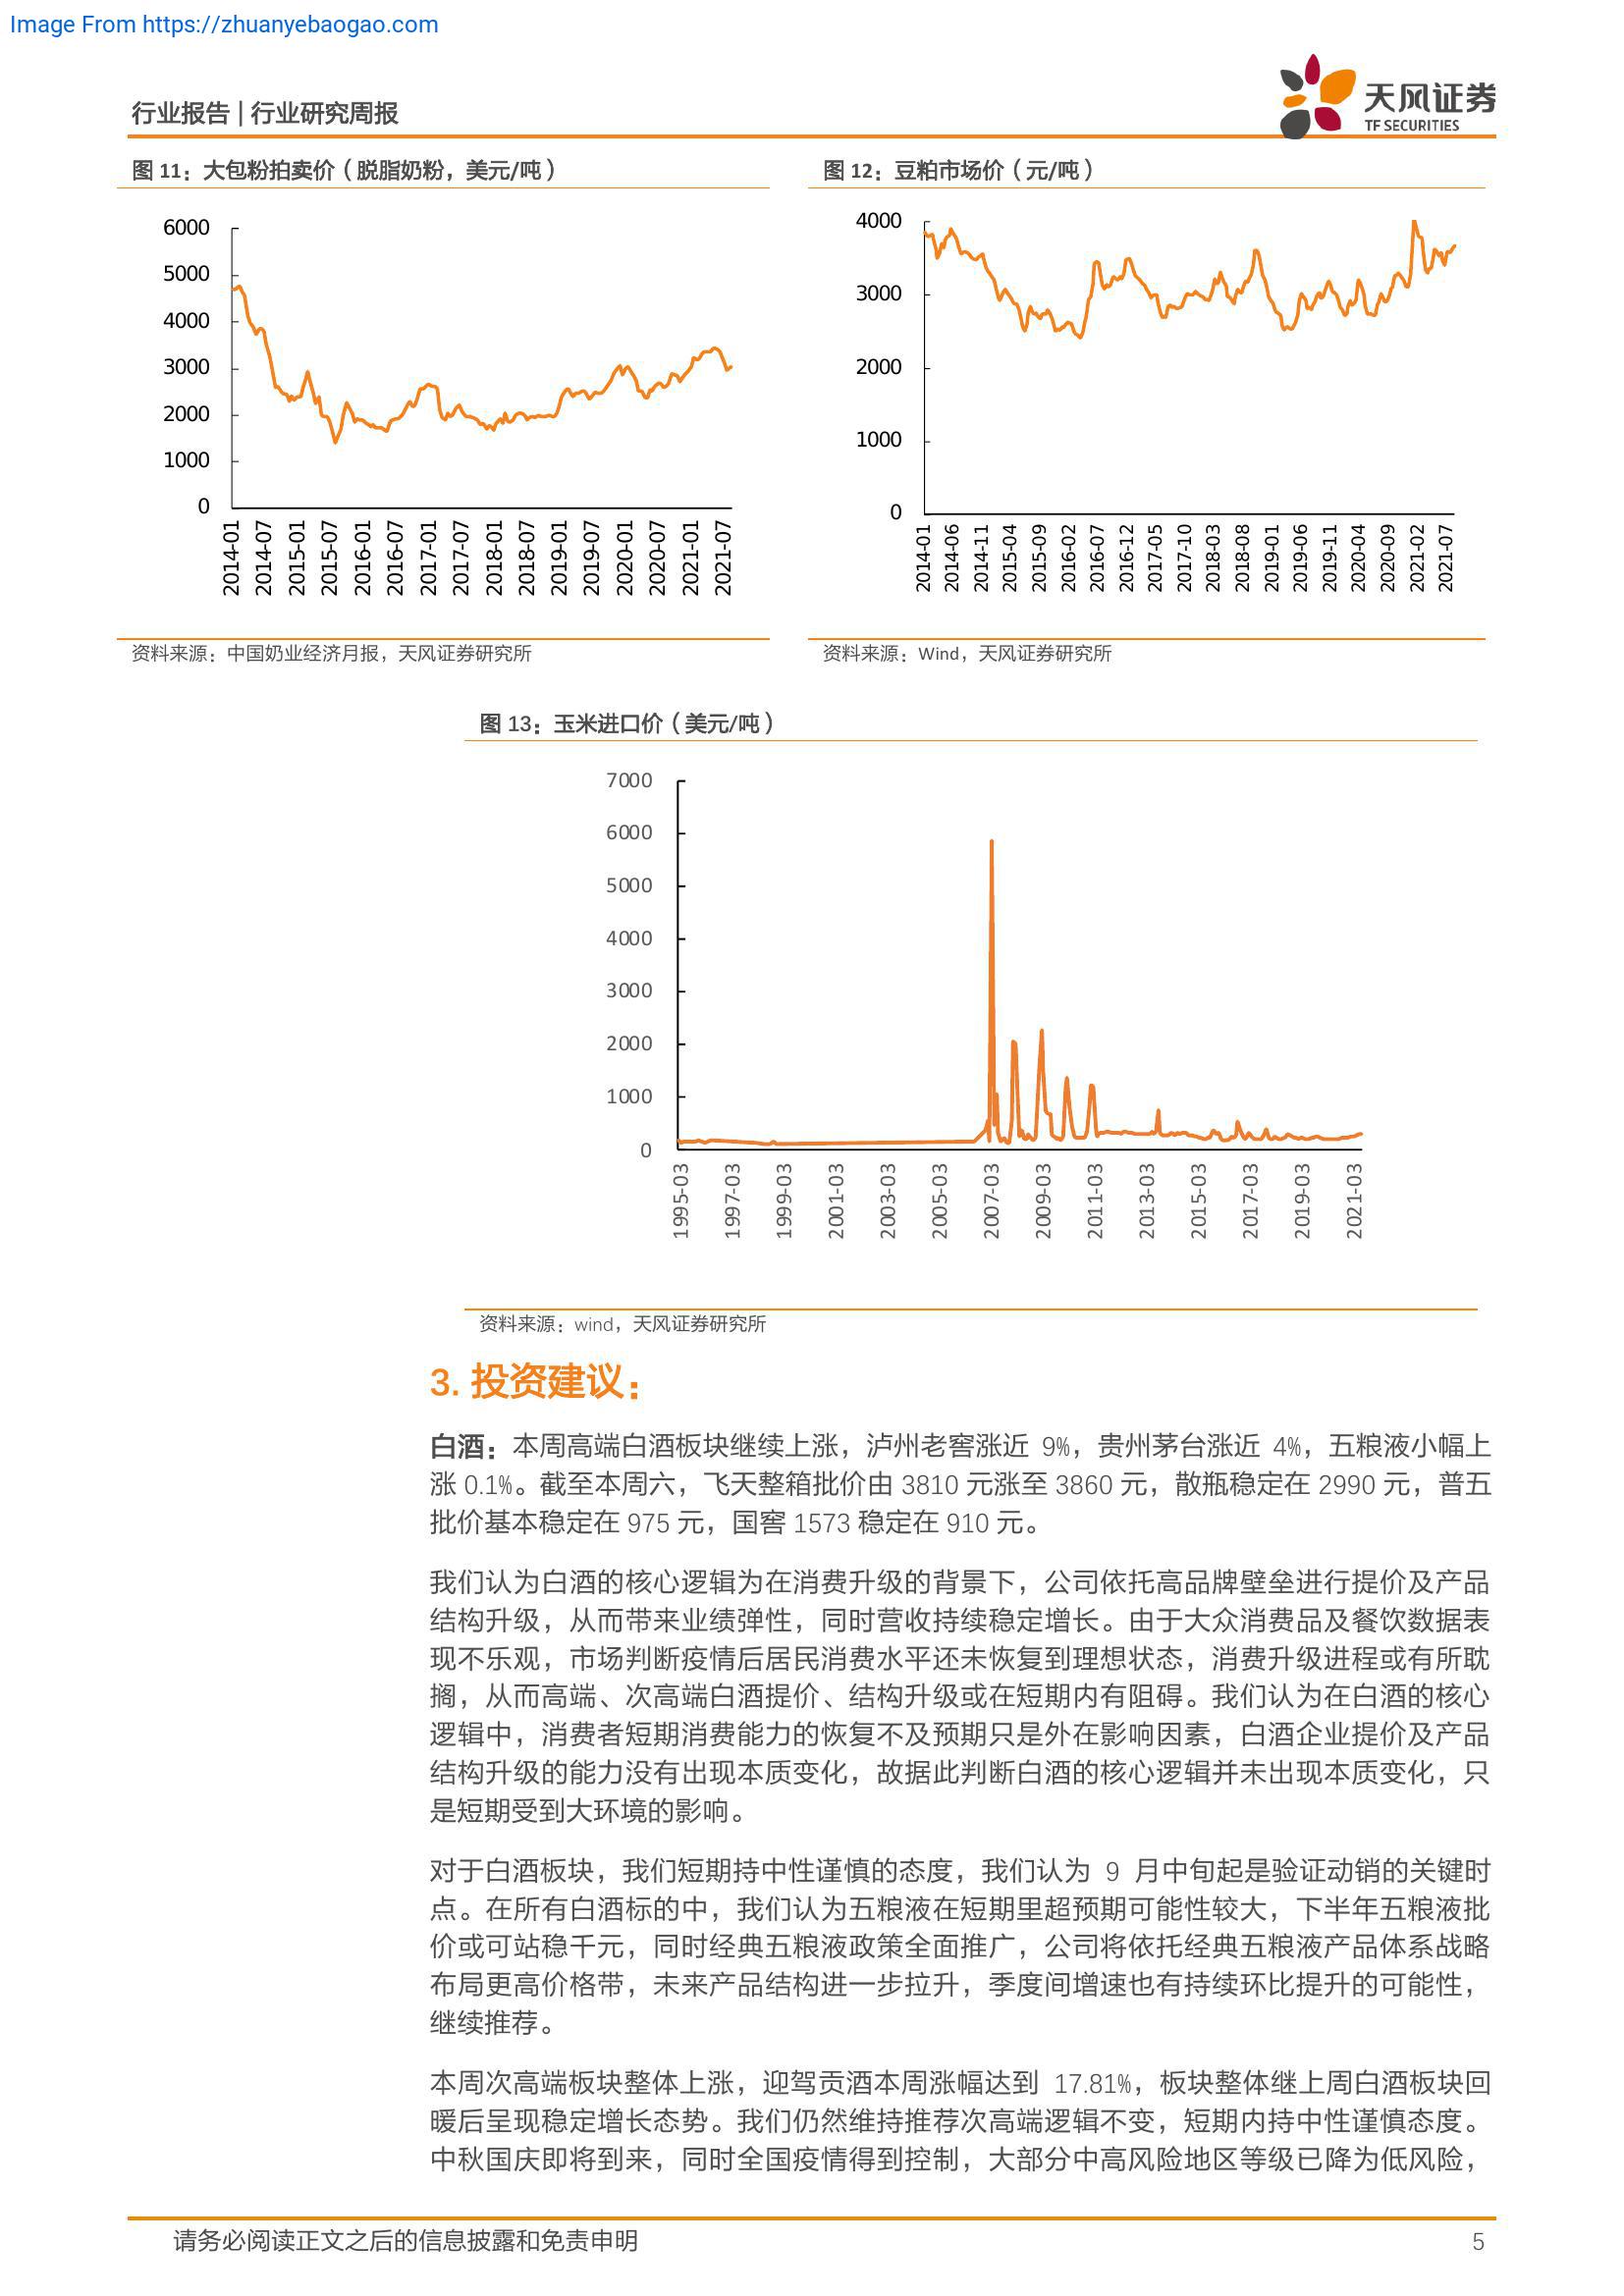 Image From https://zhuanyebaogao.com
行业报告 | 行业研究周报
天风证券
TF SECURITIES
图 11：大包粉拍卖价（脱脂奶粉，美元/吨）
6000
5000
4000
3000
2000
1000
0
2014-01
2014-07
2015-01
2015-07
2016-01
2016-07
2017-01
2017-07
2018-01
2018-07
2019-01
2019-07
2020-01
2020-07
2021-01
2021-07
资料来源：中国奶业经济月报，天风证券研究所
图 12：豆粕市场价（元/吨）
4000
3000
2000
1000
0
2014-01
2014-06
2014-11
2015-04
2015-09
2016-02
2016-07
2016-12
2017-05
2017-10
2018-03
2018-08
2019-01
2019-06
2019-11
2020-04
2020-09
2021-02
2021-07
资料来源：Wind，天风证券研究所
图 13：玉米进口价（美元/吨）
7000
6000
5000
4000
3000
2000
1000
0
1995-03
1997-03
1999-03
2001-03
2003-03
2005-03
2007-03
2009-03
2011-03
2013-03
2015-03
2017-03
2019-03
2021-03
资料来源：wind，天风证券研究所
3. 投资建议：
白酒：本周高端白酒板块继续上涨，泸州老窖涨近 9%，贵州茅台涨近 4%，五粮液小幅上
涨 0.1%。截至本周六，飞天整箱批价由 3810 元涨至 3860 元，散瓶稳定在 2990 元，普五
批价基本稳定在 975 元，国窖 1573 稳定在 910 元。
我们认为白酒的核心逻辑为在消费升级的背景下，公司依托高品牌壁垒进行提价及产品
结构升级，从而带来业绩弹性，同时营收持续稳定增长。由于大众消费品及餐饮数据表
现不乐观，市场判断疫情后居民消费水平还未恢复到理想状态，消费升级进程或有所耽
搁，从而高端、次高端白酒提价、结构升级或在短期内有阻碍。我们认为在白酒的核心
逻辑中，消费者短期消费能力的恢复不及预期只是外在影响因素，白酒企业提价及产品
结构升级的能力没有出现本质变化，故据此判断白酒的核心逻辑并未出现本质变化，只
是短期受到大环境的影响。
对于白酒板块，我们短期持中性谨慎的态度，我们认为 9 月中旬起是验证动销的关键时
点。在所有白酒标的中，我们认为五粮液在短期里超预期可能性较大，下半年五粮液批
价或可站稳千元，同时经典五粮液政策全面推广，公司将依托经典五粮液产品体系战略
布局更高价格带，未来产品结构进一步拉升，季度间增速也有持续环比提升的可能性，
继续推荐。
本周次高端板块整体上涨，迎驾贡酒本周涨幅达到 17.81%，板块整体继上周白酒板块回
暖后呈现稳定增长态势。我们仍然维持推荐次高端逻辑不变，短期内持中性谨慎态度。
中秋国庆即将到来，同时全国疫情得到控制，大部分中高风险地区等级已降为低风险，
请务必阅读正文之后的信息披露和免责申明
5